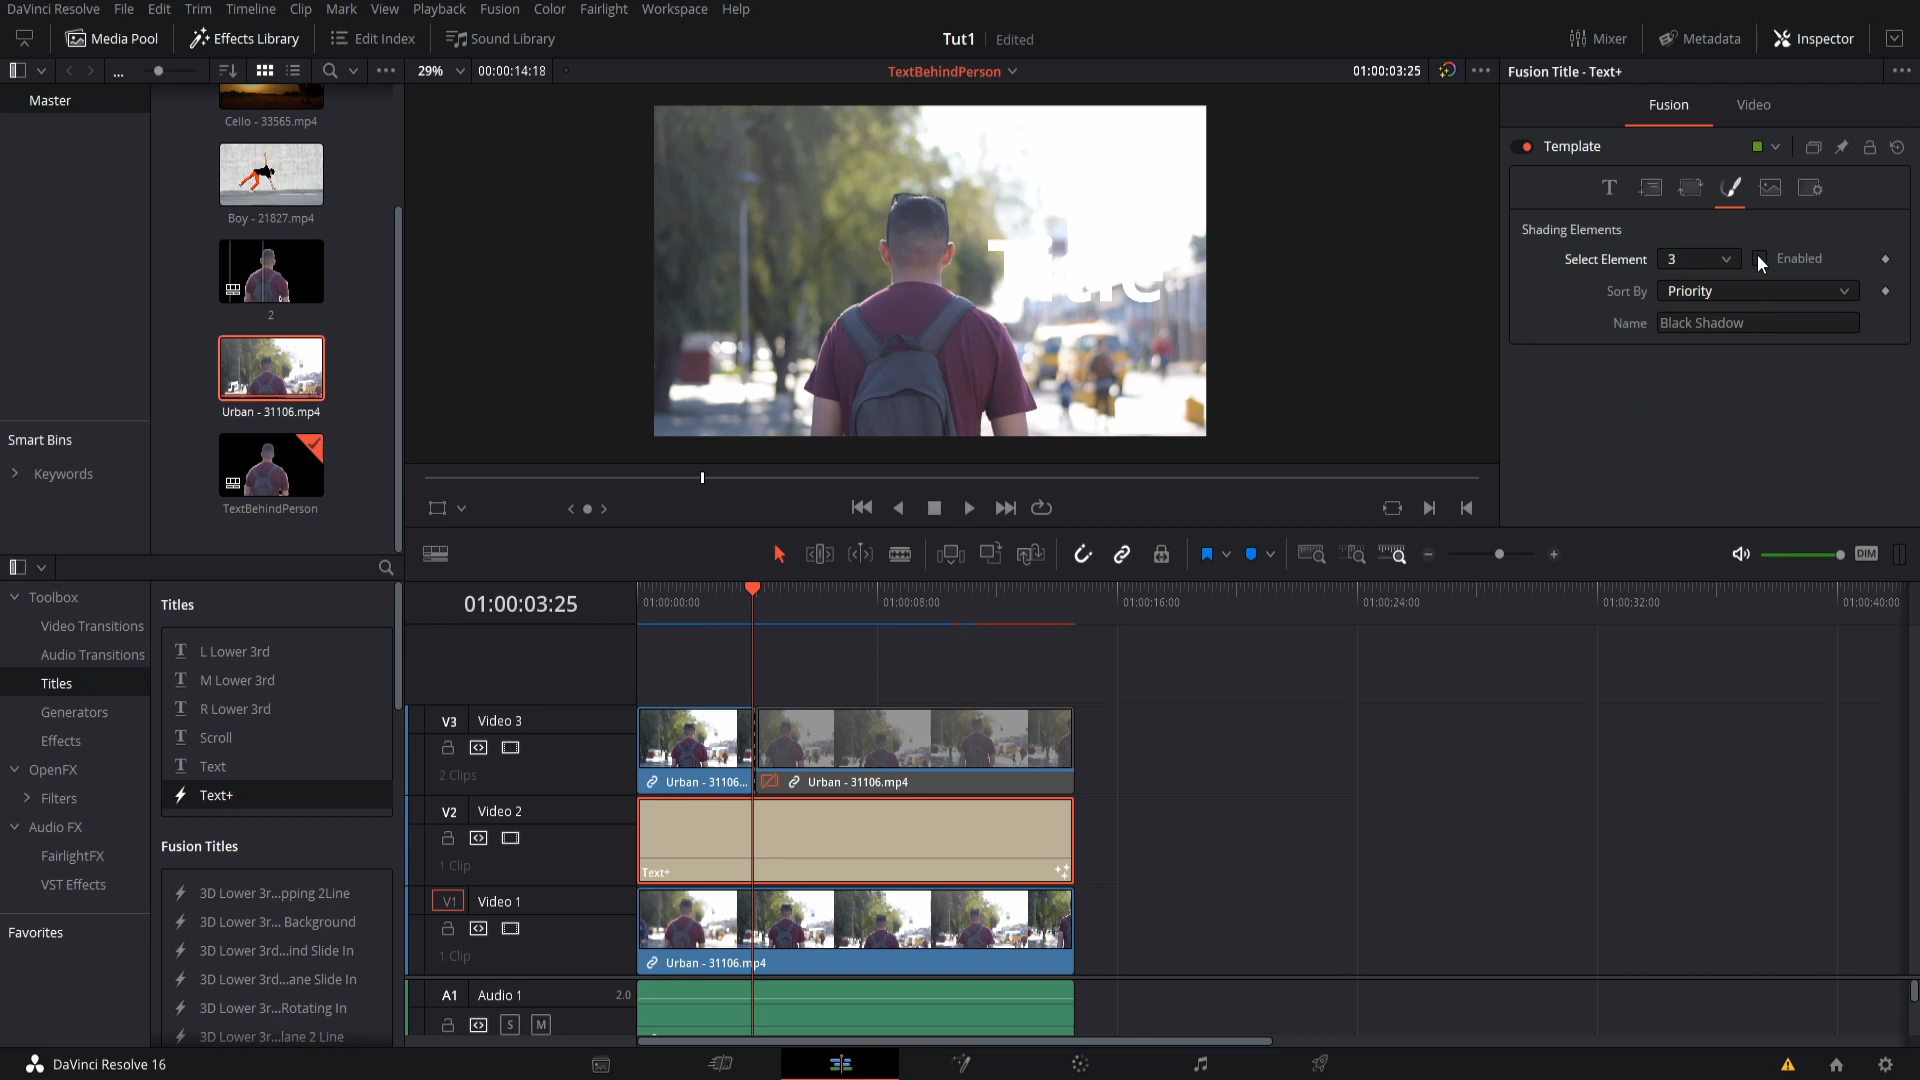 DaVinci Resolve File Edit Trim Timeline Clip Mark View Playback Fusion Color Fairlight Workspace Help
Media Pool Effects Library Edit Index Sound Library Tut1 Edited Mixer Metadata Inspector
... 29% 00:00:14:18 TextBehindPerson 01:00:03:25 Fusion Title - Text+
Master
Cello - 33565.mp4
Boy - 21827.mp4
2
Urban - 31106.mp4
TextBehindPerson
Smart Bins
Keywords
Title
Fusion Video
Template
Shading Elements
Select Element 3 Enabled
Sort By Priority
Name Black Shadow
DIM
Toolbox
Video Transitions
Audio Transitions
Titles
Generators
Effects
OpenFX
Filters
Audio FX
FairlightFX
VST Effects
Favorites
Titles
L Lower 3rd
M Lower 3rd
R Lower 3rd
Scroll
Text
Text+
Fusion Titles
3D Lower 3r...pping 2Line
3D Lower 3r... Background
3D Lower 3rd...ind Slide In
3D Lower 3rd...ane Slide In
3D Lower 3r...Rotating In
3D Lower 3r...lane 2 Line
01:00:03:25 01:00:00:00 01:00:08:00 01:00:16:00 01:00:24:00 01:00:32:00 01:00:40:00
V3 Video 3
2 Clips
Urban - 31106... Urban - 31106.mp4
V2 Video 2
1 Clip
Text+
V1 Video 1
1 Clip
Urban - 31106.mp4
A1 Audio 1 2.0
S M
DaVinci Resolve 16